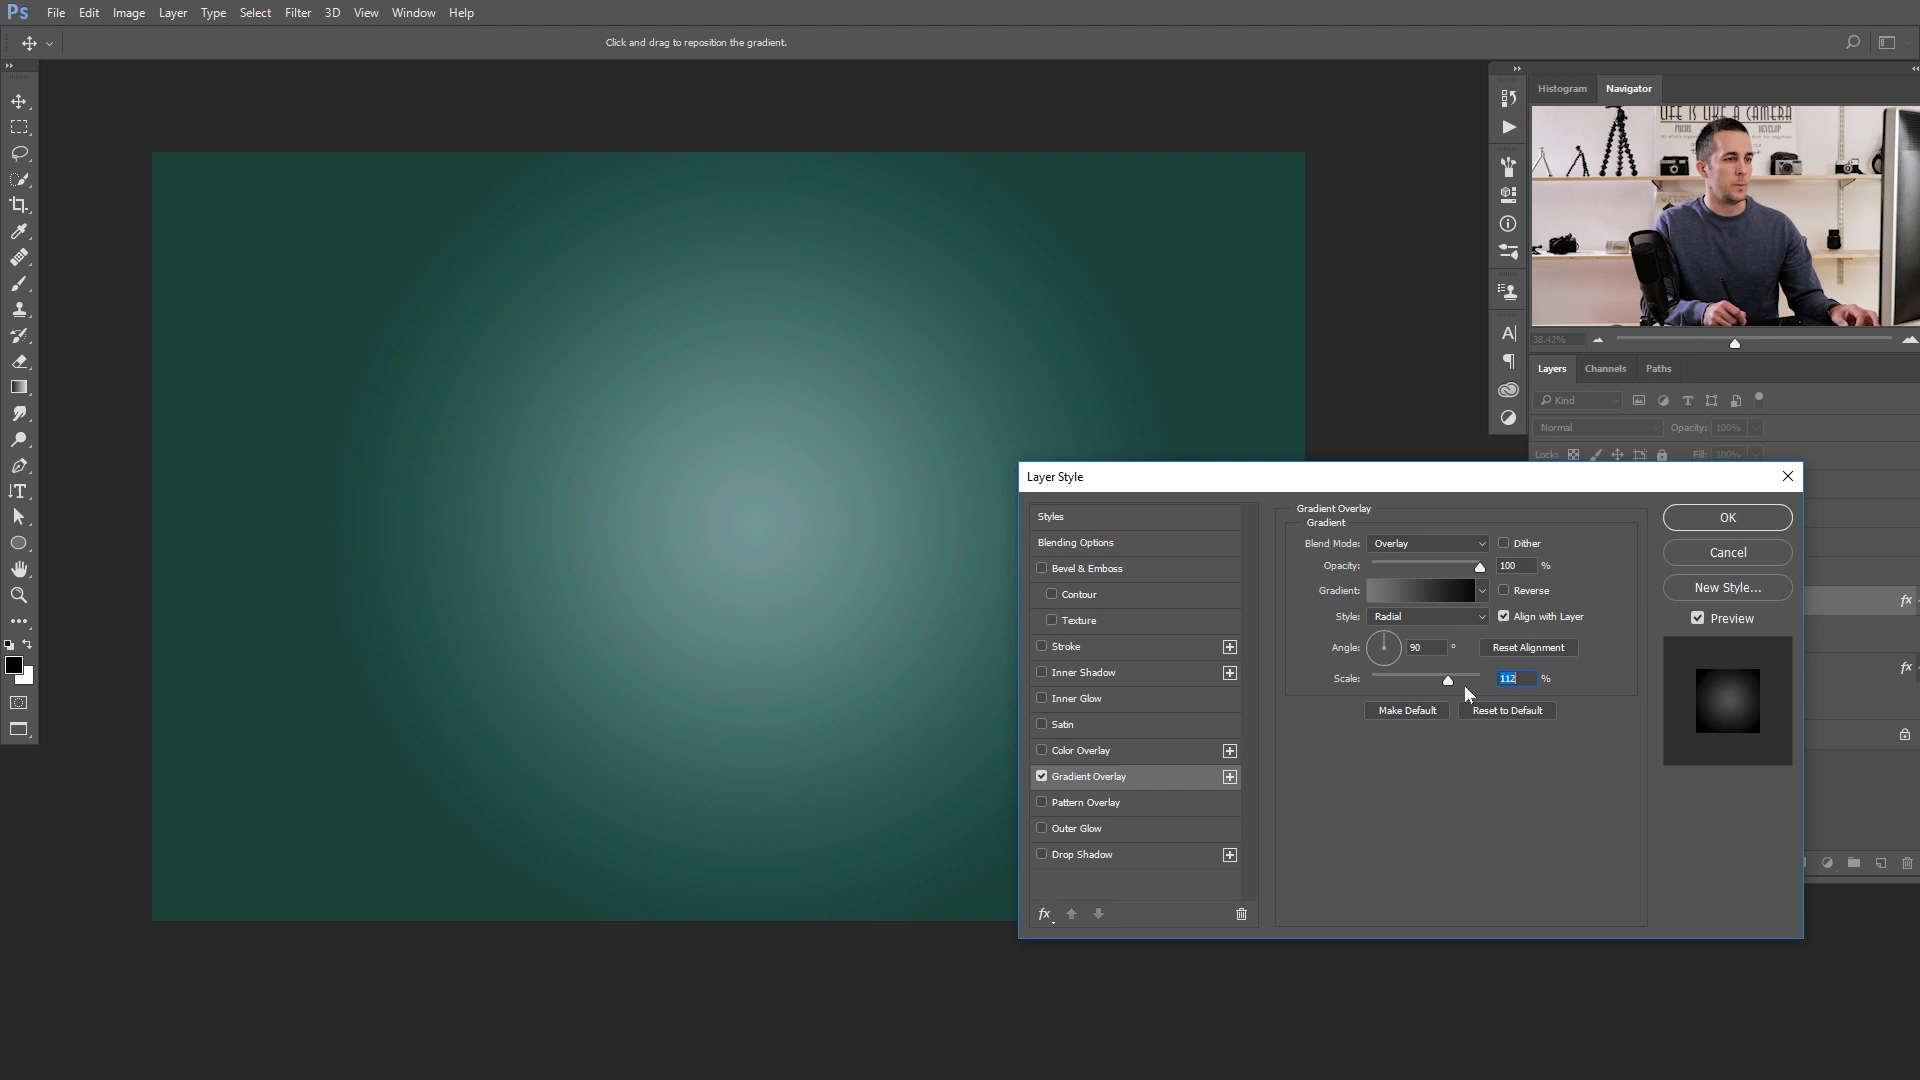 Ps File Edit Image Layer Type Select Filter 3D View Window Help
Click and drag to reposition the gradient.
Histogram Navigator
LIFE IS LIKE A CAMERA
38.42%
Layers Channels Paths
Kind
Normal Opacity: 100%
Lock: Fill: 100%
Layer Style
Styles
Blending Options
Bevel & Emboss
Contour
Texture
Stroke
Inner Shadow
Inner Glow
Satin
Color Overlay
Gradient Overlay
Pattern Overlay
Outer Glow
Drop Shadow
fx
Gradient Overlay
Gradient
Blend Mode: Overlay Dither
Opacity: 100 %
Gradient: Reverse
Style: Radial Align with Layer
Angle: 90 ° Reset Alignment
Scale: 112 %
Make Default Reset to Default
OK
Cancel
New Style...
Preview
fx
fx